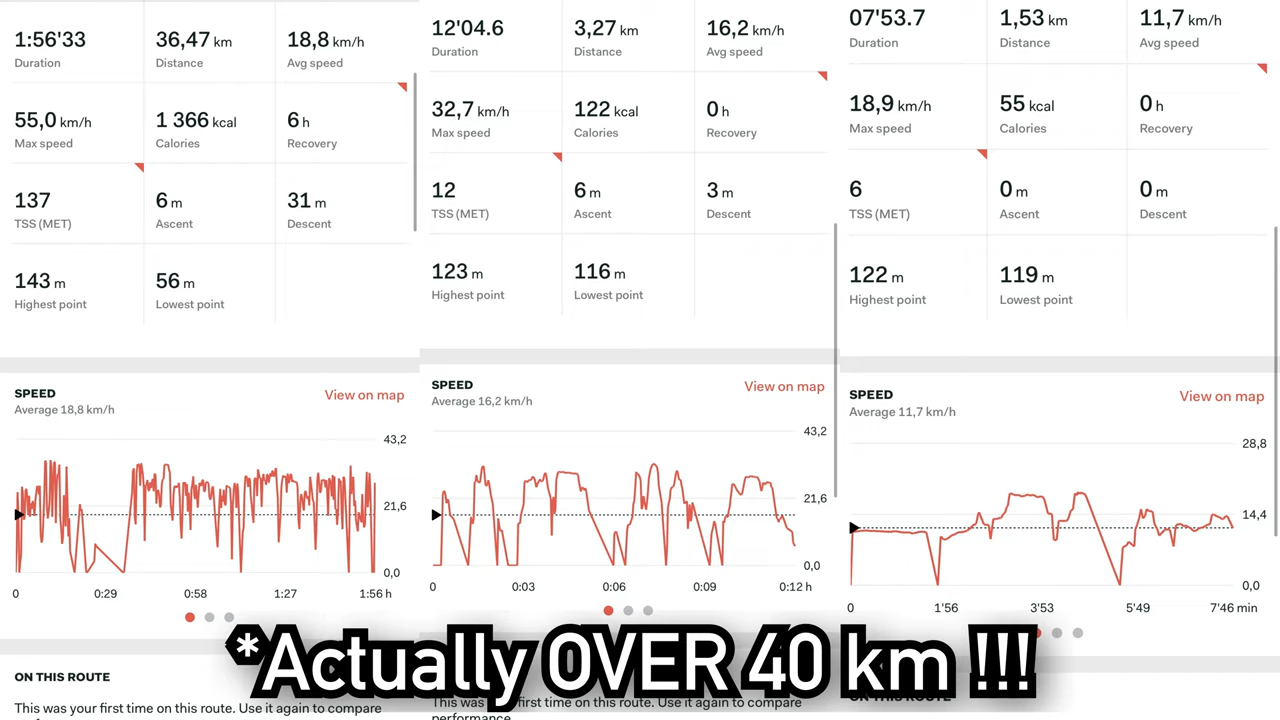 1:56'33 36,47 km 18,8 km/h
Duration Distance Avg speed
55,0 km/h 1 366 kcal 6 h
Max speed Calories Recovery
137 6 m 31 m
TSS (MET) Ascent Descent
143 m 56 m
Highest point Lowest point
SPEED View on map
Average 18,8 km/h
43,2
21,6
0,0
0 0:29 0:58 1:27 1:56 h
ON THIS ROUTE
This was your first time on this route. Use it again to compare
12'04.6 3,27 km 16,2 km/h
Duration Distance Avg speed
32,7 km/h 122 kcal 0 h
Max speed Calories Recovery
12 6 m 3 m
TSS (MET) Ascent Descent
123 m 116 m
Highest point Lowest point
SPEED View on map
Average 16,2 km/h
43,2
21,6
0,0
0 0:03 0:06 0:09 0:12 h
This was your first time on this route. Use it again to compare
performance.
07'53.7 1,53 km 11,7 km/h
Duration Distance Avg speed
18,9 km/h 55 kcal 0 h
Max speed Calories Recovery
6 0 m 0 m
TSS (MET) Ascent Descent
122 m 119 m
Highest point Lowest point
SPEED View on map
Average 11,7 km/h
28,8
14,4
0,0
0 1'56 3'53 5'49 7'46 min
ON THIS ROUTE
*Actually OVER 40 km !!!